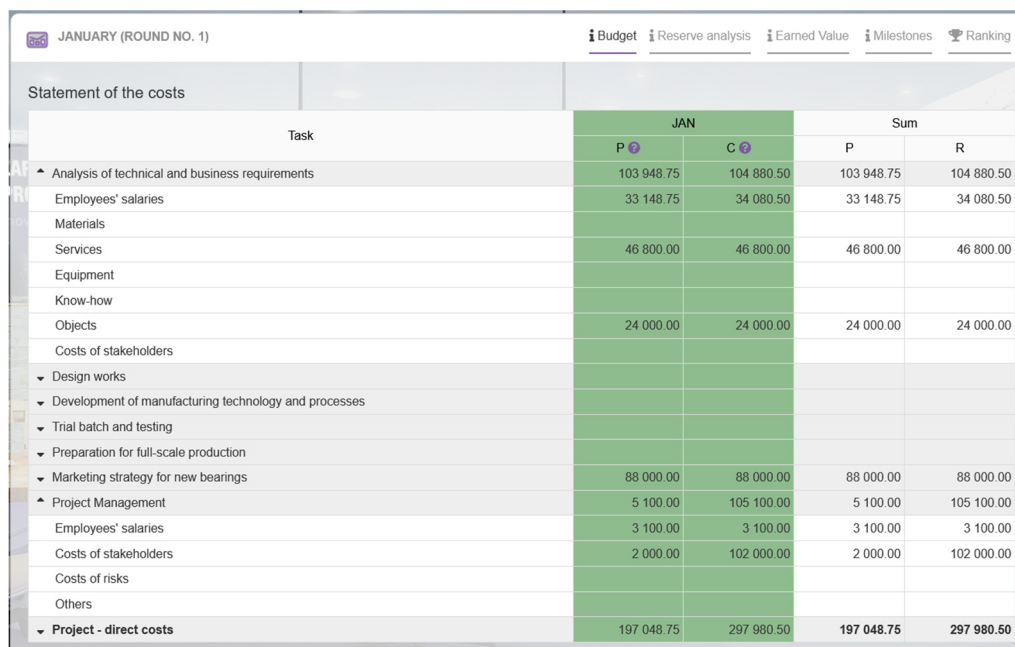 JANUARY (ROUND NO. 1) Budget Reserve analysis Earned Value Milestones Ranking
Statement of the costs
Task JAN Sum
P C P R
Analysis of technical and business requirements 103 948.75 104 880.50 103 948.75 104 880.50
Employees' salaries 33 148.75 34 080.50 33 148.75 34 080.50
Materials
Services 46 800.00 46 800.00 46 800.00 46 800.00
Equipment
Know-how
Objects 24 000.00 24 000.00 24 000.00 24 000.00
Costs of stakeholders
Design works
Development of manufacturing technology and processes
Trial batch and testing
Preparation for full-scale production
Marketing strategy for new bearings 88 000.00 88 000.00 88 000.00 88 000.00
Project Management 5 100.00 105 100.00 5 100.00 105 100.00
Employees' salaries 3 100.00 3 100.00 3 100.00 3 100.00
Costs of stakeholders 2 000.00 102 000.00 2 000.00 102 000.00
Costs of risks
Others
Project - direct costs 197 048.75 297 980.50 197 048.75 297 980.50